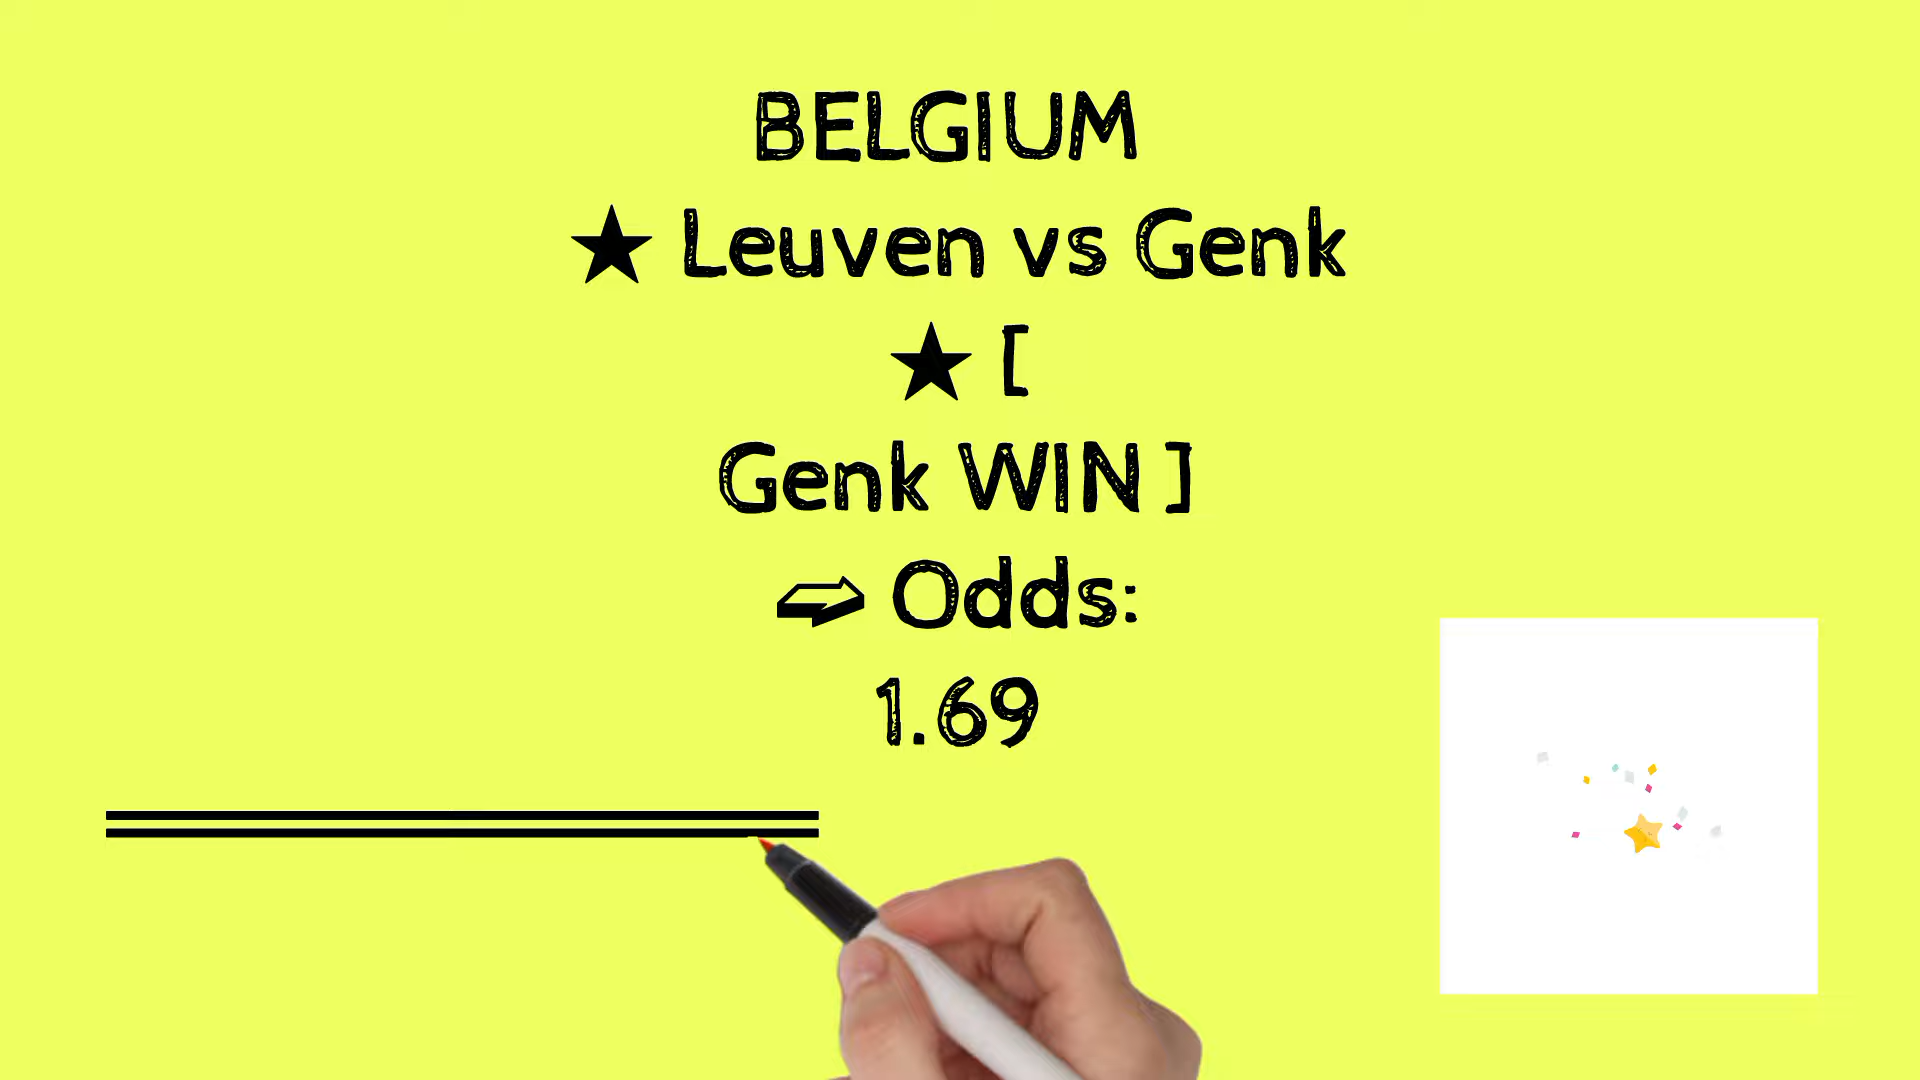 BELGIUM
★ Leuven vs Genk
★ [
Genk WIN ]
➫ Odds:
1.69